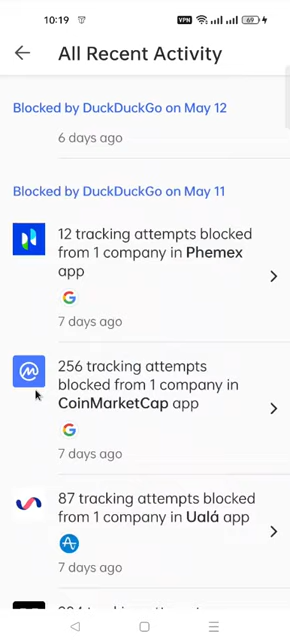 10:19
VPN
69
All Recent Activity
Blocked by DuckDuckGo on May 12
6 days ago
Blocked by DuckDuckGo on May 11
12 tracking attempts blocked
from 1 company in Phemex
app
7 days ago
256 tracking attempts
blocked from 1 company in
CoinMarketCap app
7 days ago
87 tracking attempts blocked
from 1 company in Ualá app
7 days ago